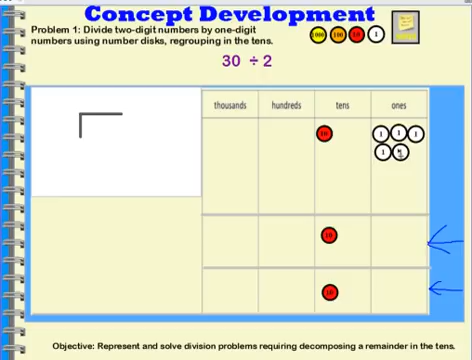 Concept Development
Problem 1: Divide two-digit numbers by one-digit
numbers using number disks, regrouping in the tens.
1000 100 10 1
30 ÷ 2
thousands hundreds tens ones
10 1 1 1
1
10
10
Objective: Represent and solve division problems requiring decomposing a remainder in the tens.